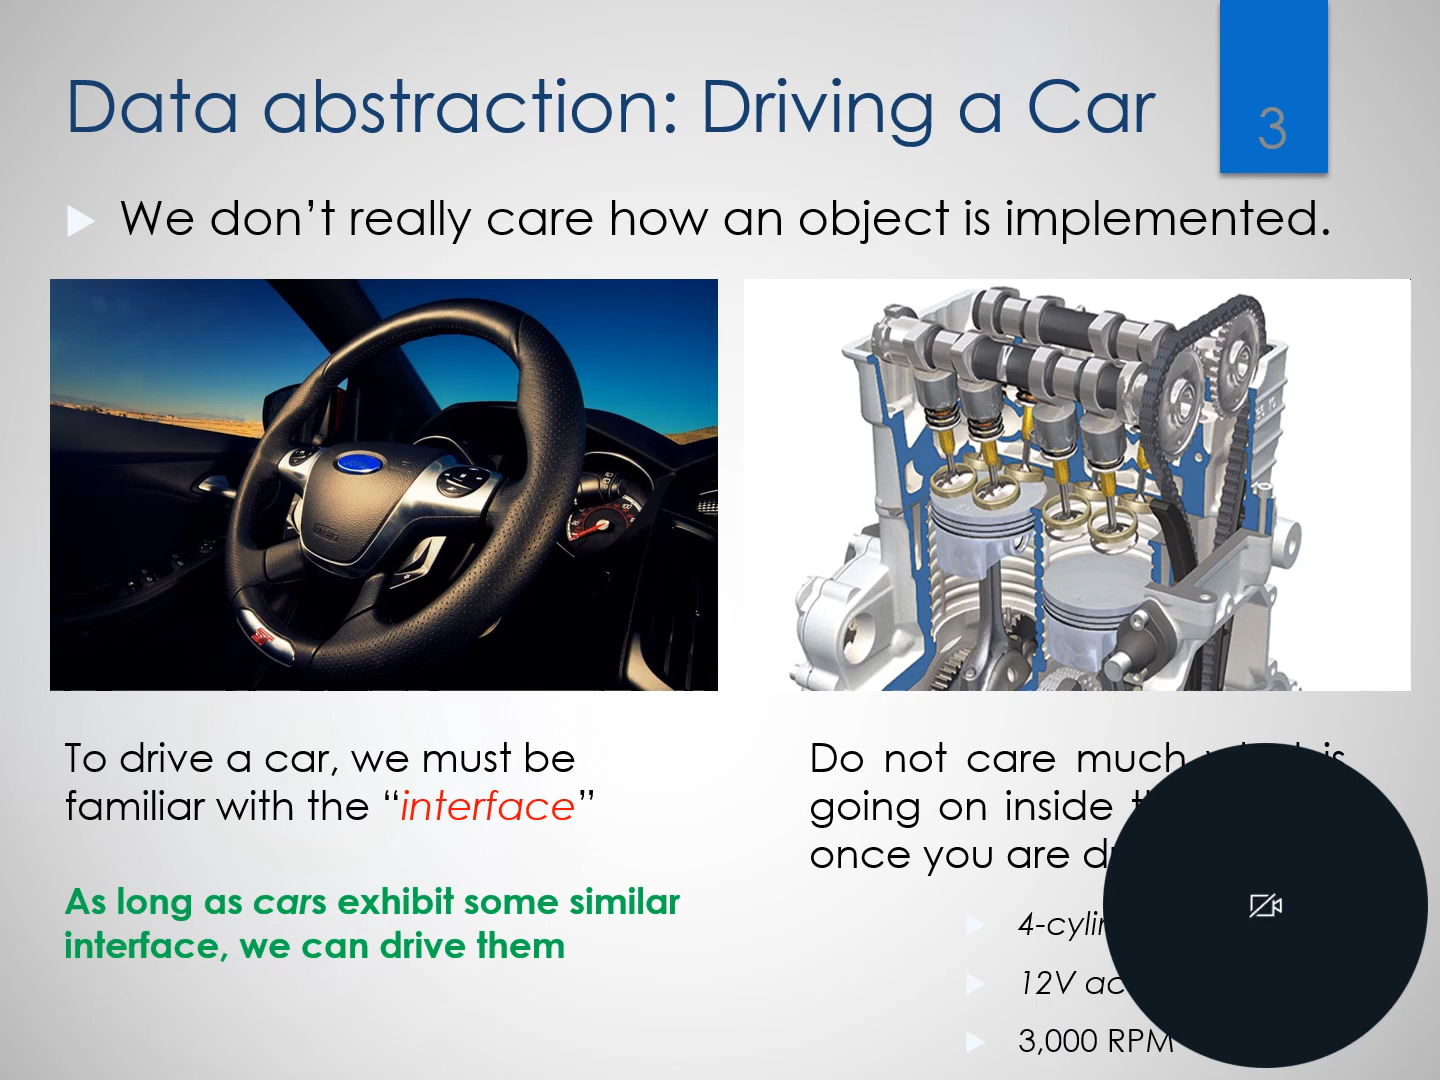 Data abstraction: Driving a Car
3
We don’t really care how an object is implemented.
To drive a car, we must be
familiar with the “interface”
As long as cars exhibit some similar
interface, we can drive them
Do not care much is
going on inside
once you are
4-cylin
12V ac
3,000 RPM